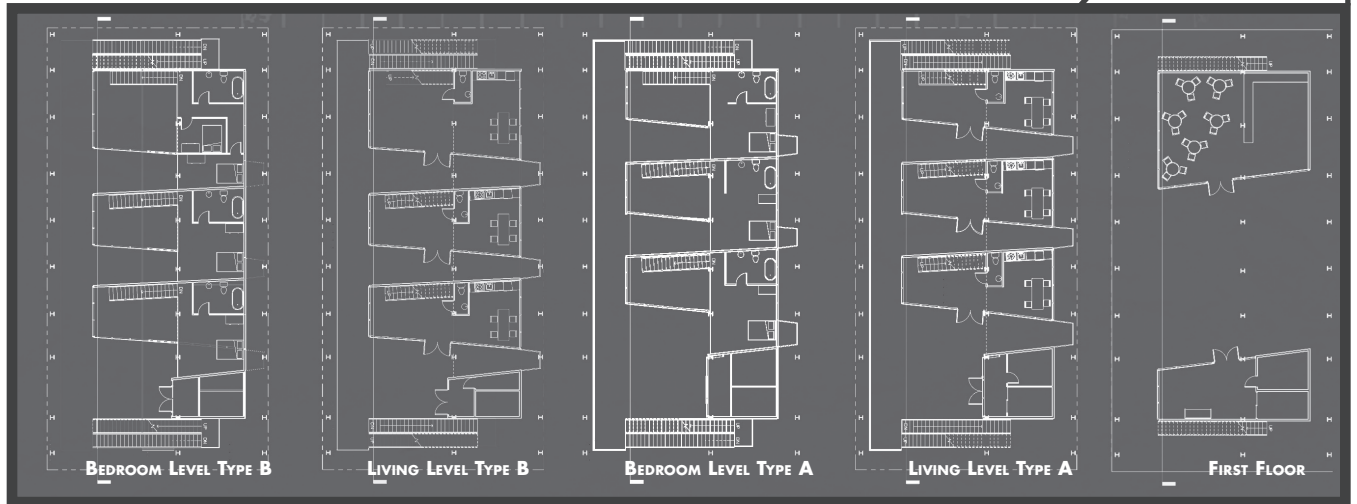 Bedroom Level Type B
Living Level Type B
Bedroom Level Type A
Living Level Type A
First Floor